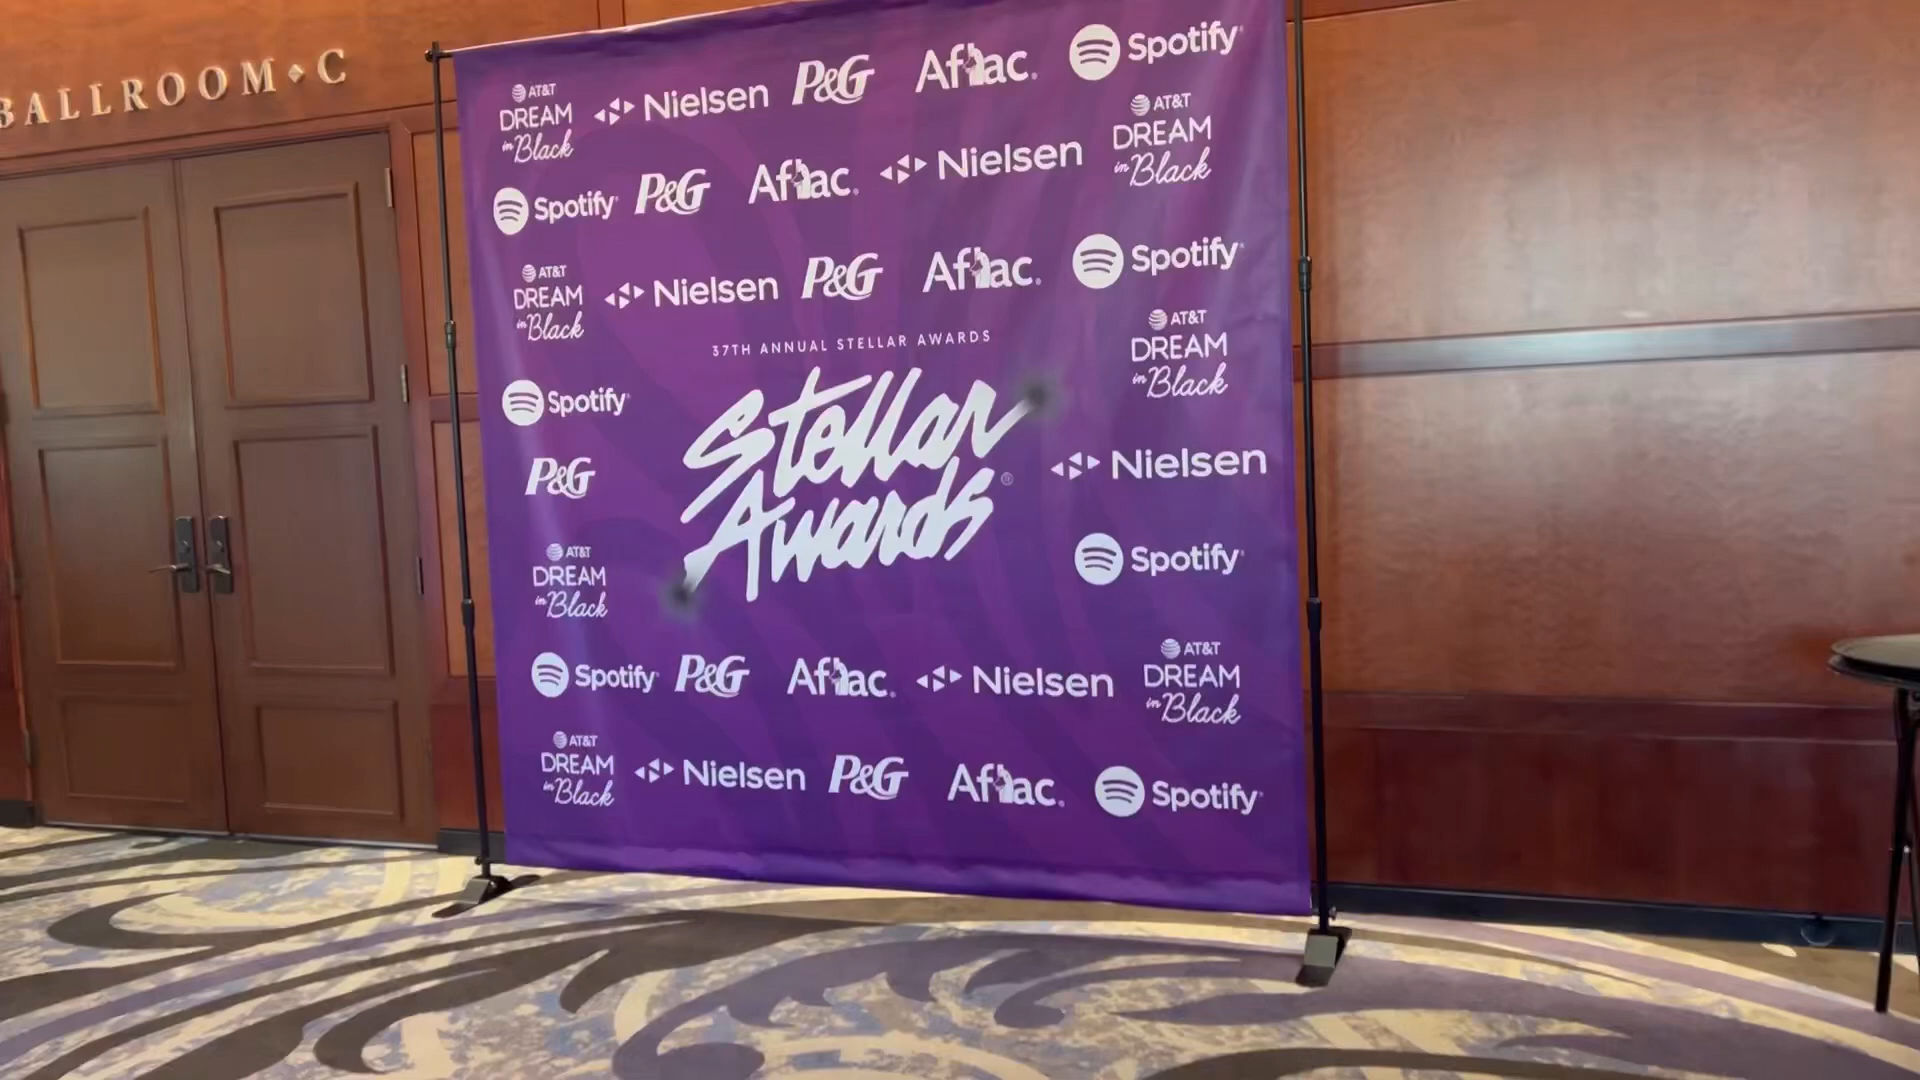 BALLROOM C
AT&T
DREAM
in Black
Nielsen
P&G
Aflac.
Spotify
Spotify
P&G
Aflac.
Nielsen
AT&T
DREAM
in Black
AT&T
DREAM
in Black
Nielsen
P&G
Aflac.
Spotify
37TH ANNUAL STELLAR AWARDS
AT&T
DREAM
in Black
Spotify
Stellar
Awards®
P&G
Nielsen
AT&T
DREAM
in Black
Spotify
Spotify
P&G
Aflac.
Nielsen
AT&T
DREAM
in Black
AT&T
DREAM
in Black
Nielsen
P&G
Aflac.
Spotify